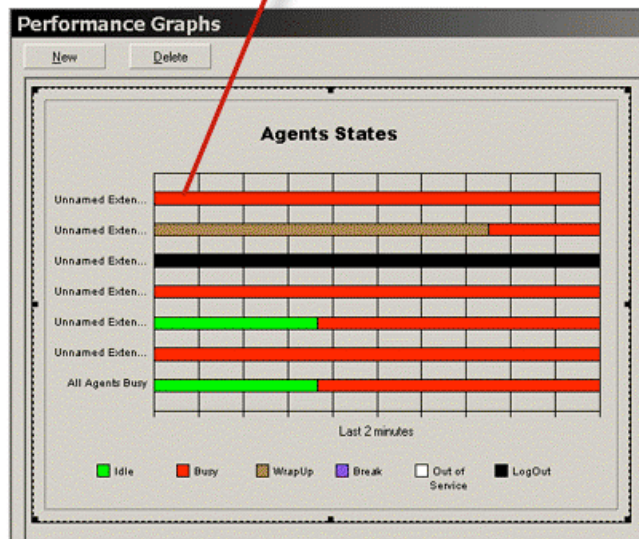 Performance Graphs
New Delete
Agents States
Unnamed Exten...
Unnamed Exten...
Unnamed Exten...
Unnamed Exten...
Unnamed Exten...
Unnamed Exten...
All Agents Busy
Last 2 minutes
Idle Busy WrapUp Break Out of Service LogOut